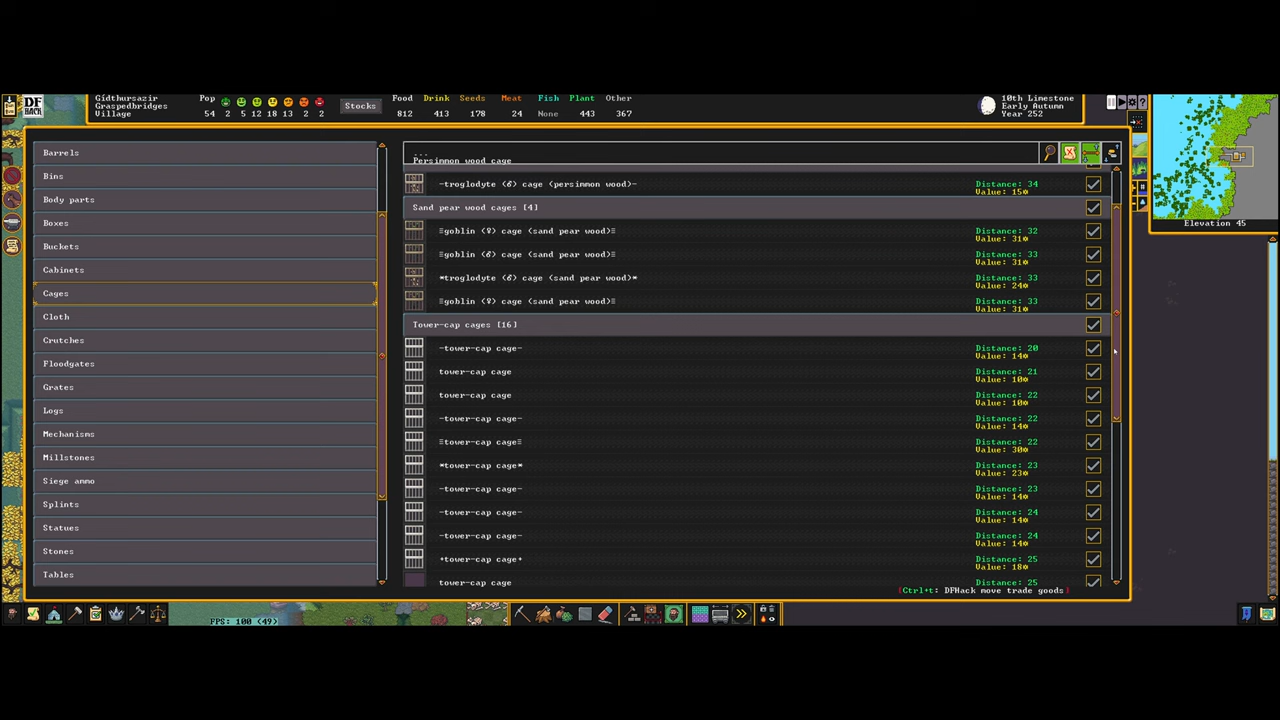 DF
HACK
Gidthursazir
Graspedbridges
Village
Pop
54 2 5 12 18 13 2 2
Stocks
Food Drink Seeds Meat Fish Plant Other
812 413 178 24 None 443 367
10th Limestone
Early Autumn
Year 252
Elevation 45
Barrels
Bins
Body parts
Boxes
Buckets
Cabinets
Cages
Cloth
Crutches
Floodgates
Grates
Logs
Mechanisms
Millstones
Siege ammo
Splints
Statues
Stones
Tables
Persimmon wood cage
-troglodyte (♂) cage (persimmon wood)- Distance: 34
Value: 15☼
Sand pear wood cages [4]
≡goblin (♀) cage (sand pear wood)≡ Distance: 32
Value: 31☼
≡goblin (♂) cage (sand pear wood)≡ Distance: 33
Value: 31☼
*troglodyte (♂) cage (sand pear wood)* Distance: 33
Value: 24☼
≡goblin (♀) cage (sand pear wood)≡ Distance: 33
Value: 31☼
Tower-cap cages [16]
-tower-cap cage- Distance: 20
Value: 14☼
tower-cap cage Distance: 21
Value: 10☼
tower-cap cage Distance: 22
Value: 10☼
-tower-cap cage- Distance: 22
Value: 14☼
≡tower-cap cage≡ Distance: 22
Value: 30☼
*tower-cap cage* Distance: 23
Value: 23☼
-tower-cap cage- Distance: 23
Value: 14☼
-tower-cap cage- Distance: 24
Value: 14☼
-tower-cap cage- Distance: 24
Value: 14☼
+tower-cap cage+ Distance: 25
Value: 18☼
tower-cap cage Distance: 25
[Ctrl+t: DFHack move trade goods]
FPS: 100 (49)